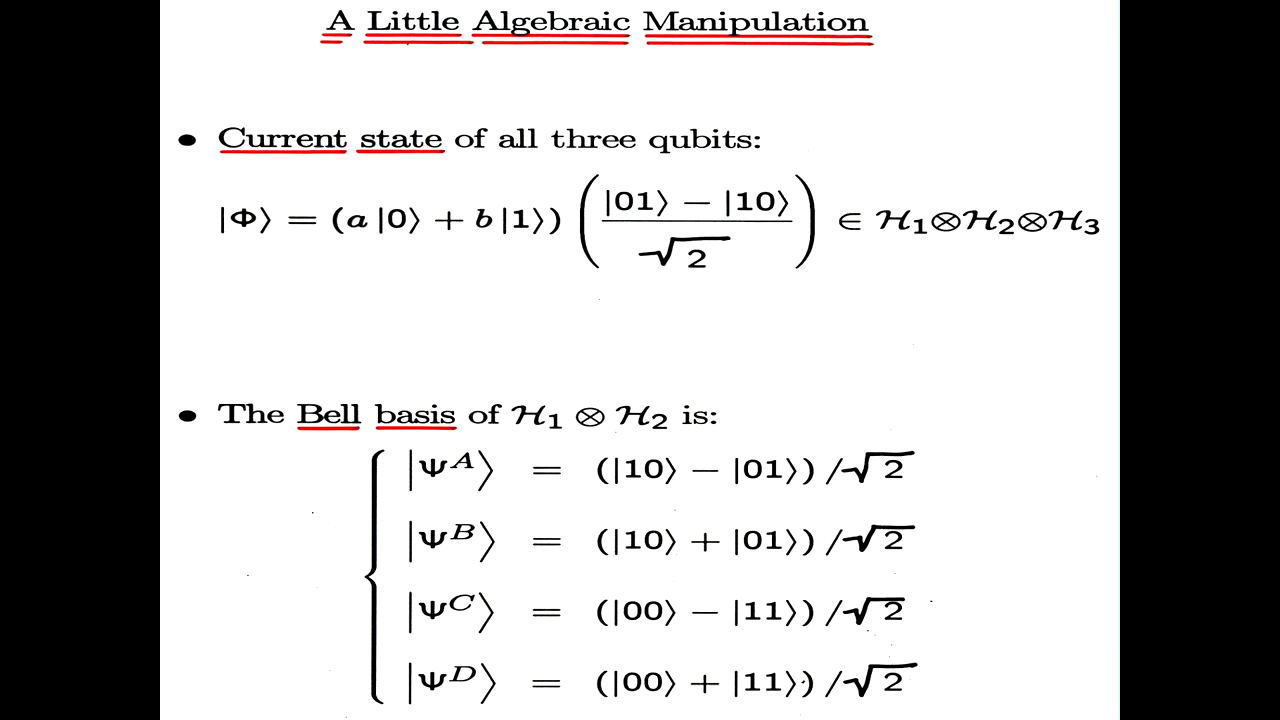 A Little Algebraic Manipulation
• Current state of all three qubits:
|Φ⟩ = (a |0⟩ + b |1⟩) ( (|01⟩ − |10⟩) / √2 ) ∈ ℋ₁⊗ℋ₂⊗ℋ₃
• The Bell basis of ℋ₁ ⊗ ℋ₂ is:
|Ψ^A⟩ = (|10⟩ − |01⟩) /√2
|Ψ^B⟩ = (|10⟩ + |01⟩) /√2
|Ψ^C⟩ = (|00⟩ − |11⟩) /√2
|Ψ^D⟩ = (|00⟩ + |11⟩) /√2